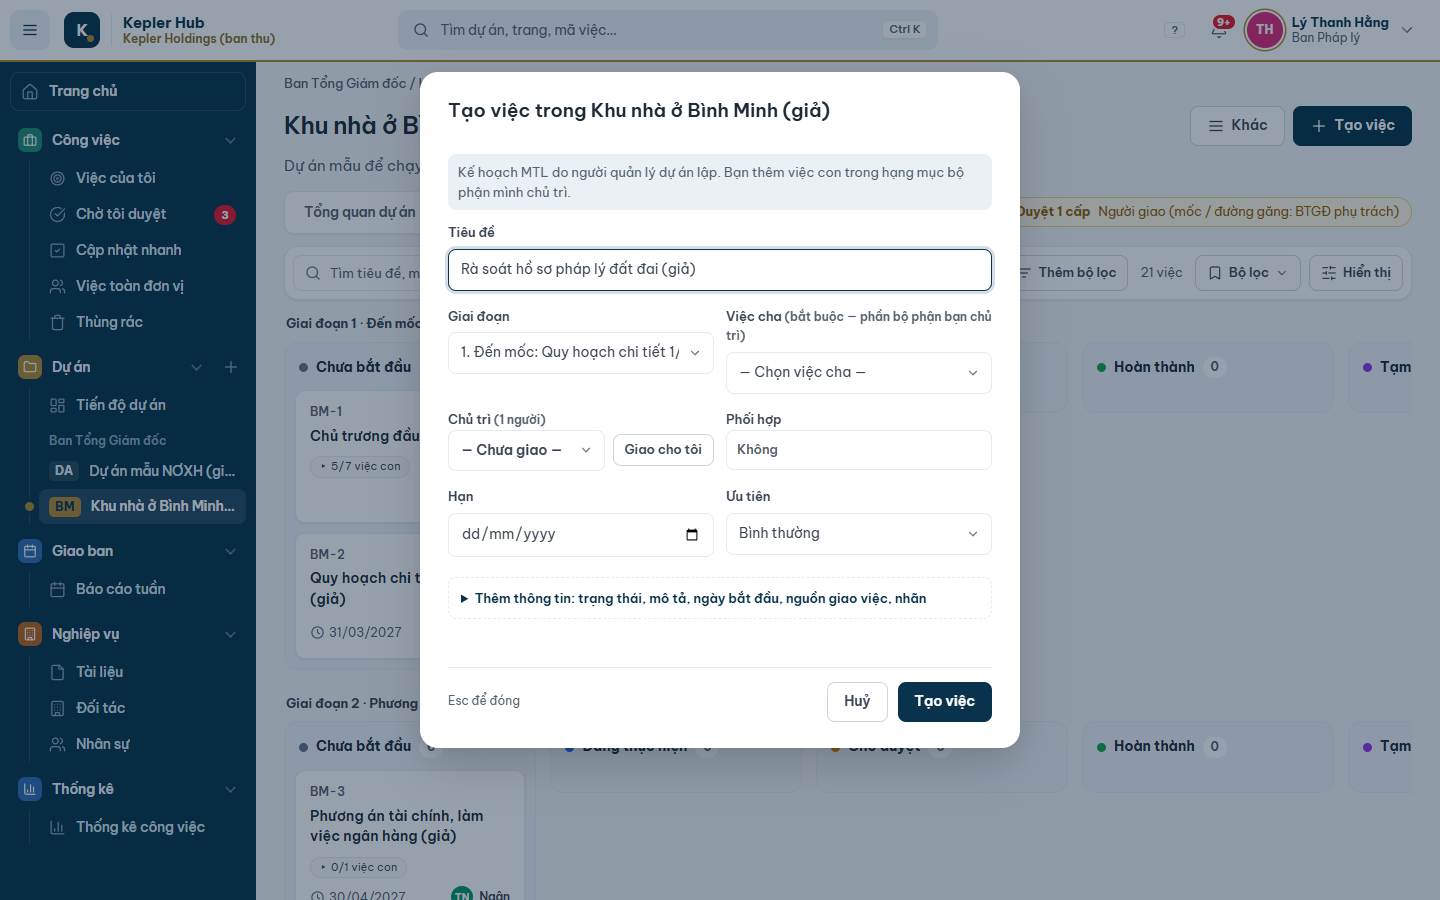 K
Kepler Hub
Kepler Holdings (ban thu)
Tìm dự án, trang, mã việc...
Ctrl K
?
9+
TH
Lý Thanh Hằng
Ban Pháp lý
Trang chủ
Công việc
Việc của tôi
Chờ tôi duyệt
3
Cập nhật nhanh
Việc toàn đơn vị
Thùng rác
Dự án
Tiến độ dự án
Ban Tổng Giám đốc
DA
Dự án mẫu NƠXH (gi...
BM
Khu nhà ở Bình Minh...
Giao ban
Báo cáo tuần
Nghiệp vụ
Tài liệu
Đối tác
Nhân sự
Thống kê
Thống kê công việc
Ban Tổng Giám đốc /
Khu nhà ở B
Dự án mẫu để chạy
Khác
Tạo việc
Tổng quan dự án
Duyệt 1 cấp Người giao (mốc / đường găng: BTGĐ phụ trách)
Tìm tiêu đề, m
Thêm bộ lọc
21 việc
Bộ lọc
Hiển thị
Giai đoạn 1 · Đến mốc
Chưa bắt đầu
Hoàn thành 0
Tạm
BM-1
Chủ trương đầu
5/7 việc con
BM-2
Quy hoạch chi t
(giả)
31/03/2027
Giai đoạn 2 · Phương
Chưa bắt đầu
Hoàn thành 0
Tạm
BM-3
Phương án tài chính, làm
việc ngân hàng (giả)
0/1 việc con
30/04/2027
TN
Ngân
Tạo việc trong Khu nhà ở Bình Minh (giả)
Kế hoạch MTL do người quản lý dự án lập. Bạn thêm việc con trong hạng mục bộ
phận mình chủ trì.
Tiêu đề
Rà soát hồ sơ pháp lý đất đai (giả)
Giai đoạn
1. Đến mốc: Quy hoạch chi tiết 1/
Việc cha (bắt buộc — phần bộ phận bạn chủ
trì)
— Chọn việc cha —
Chủ trì (1 người)
— Chưa giao —
Giao cho tôi
Phối hợp
Không
Hạn
dd/mm/yyyy
Ưu tiên
Bình thường
Thêm thông tin: trạng thái, mô tả, ngày bắt đầu, nguồn giao việc, nhãn
Esc để đóng
Huỷ
Tạo việc